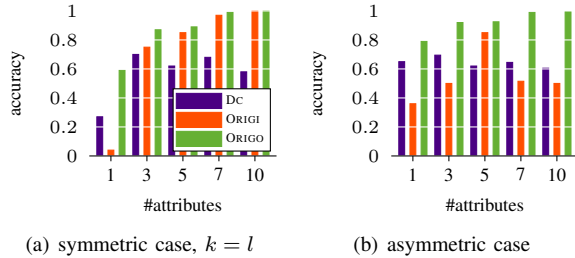 accuracy
1
0.8
0.6
0.4
0.2
0
DC
ORIGI
ORIGO
1 3 5 7 10
#attributes
(a) symmetric case, k = l
accuracy
1
0.8
0.6
0.4
0.2
0
1 3 5 7 10
#attributes
(b) asymmetric case